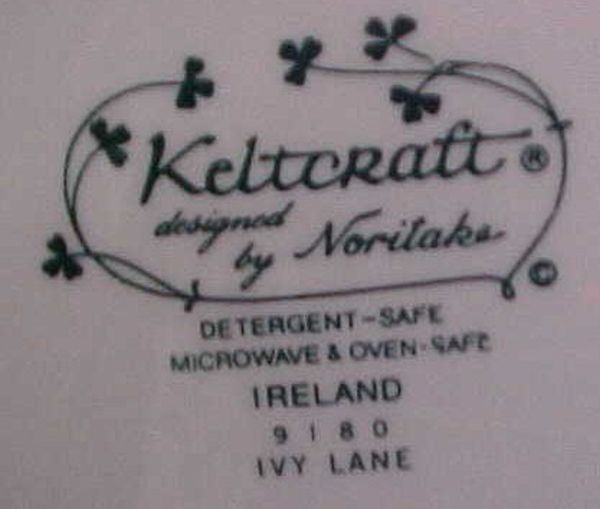 Keltcraft ®
designed
by Noritake
©
DETERGENT-SAFE
MICROWAVE & OVEN-SAFE
IRELAND
9180
IVY LANE